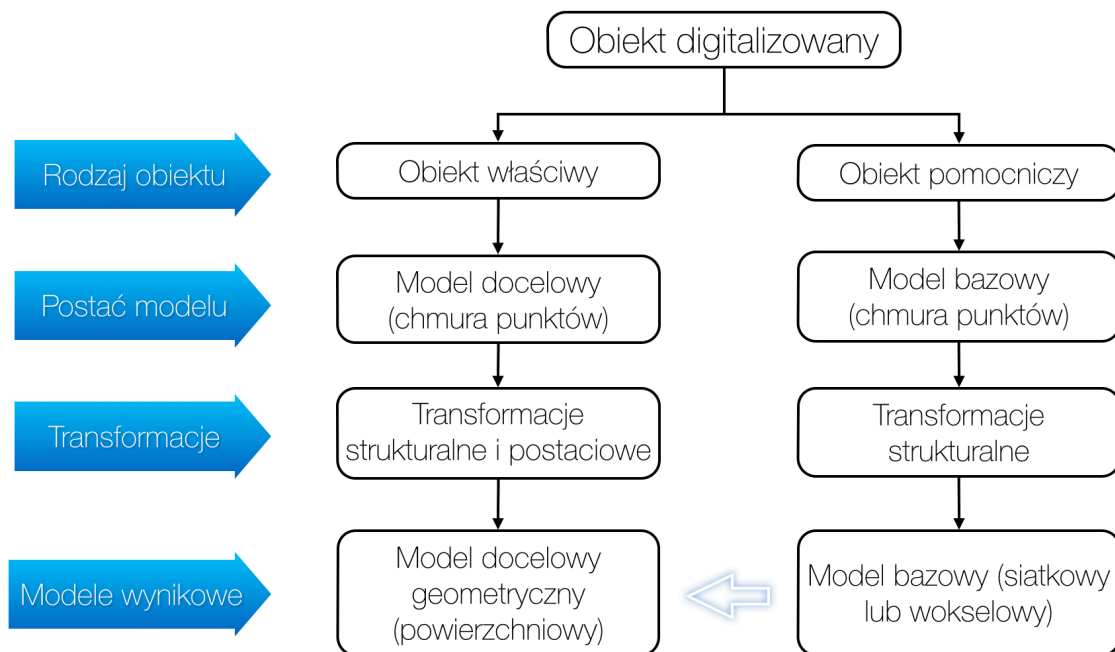 Obiekt digitalizowany
Rodzaj obiektu
Obiekt właściwy
Obiekt pomocniczy
Postać modelu
Model docelowy
(chmura punktów)
Model bazowy
(chmura punktów)
Transformacje
Transformacje
strukturalne i postaciowe
Transformacje
strukturalne
Modele wynikowe
Model docelowy
geometryczny
(powierzchniowy)
Model bazowy (siatkowy
lub wokselowy)